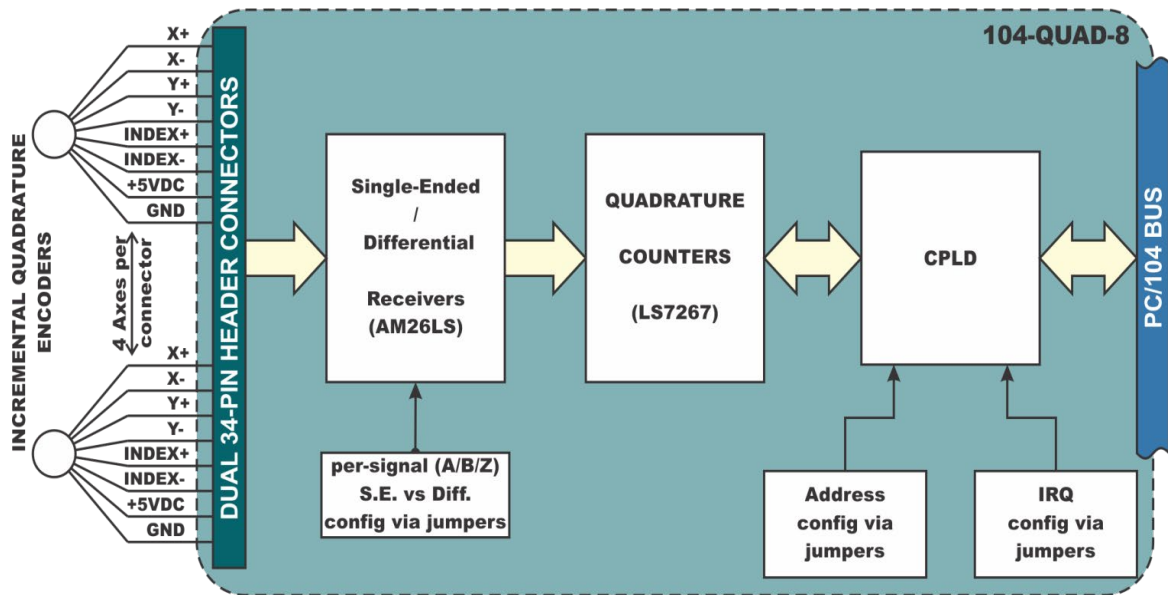 104-QUAD-8
INCREMENTAL QUADRATURE
ENCODERS
X+
X-
Y+
Y-
INDEX+
INDEX-
+5VDC
GND
4 Axes per
connector
X+
X-
Y+
Y-
INDEX+
INDEX-
+5VDC
GND
DUAL 34-PIN HEADER CONNECTORS
Single-Ended
/
Differential
Receivers
(AM26LS)
per-signal (A/B/Z)
S.E. vs Diff.
config via jumpers
QUADRATURE
COUNTERS
(LS7267)
CPLD
Address
config via
jumpers
IRQ
config via
jumpers
PC/104 BUS